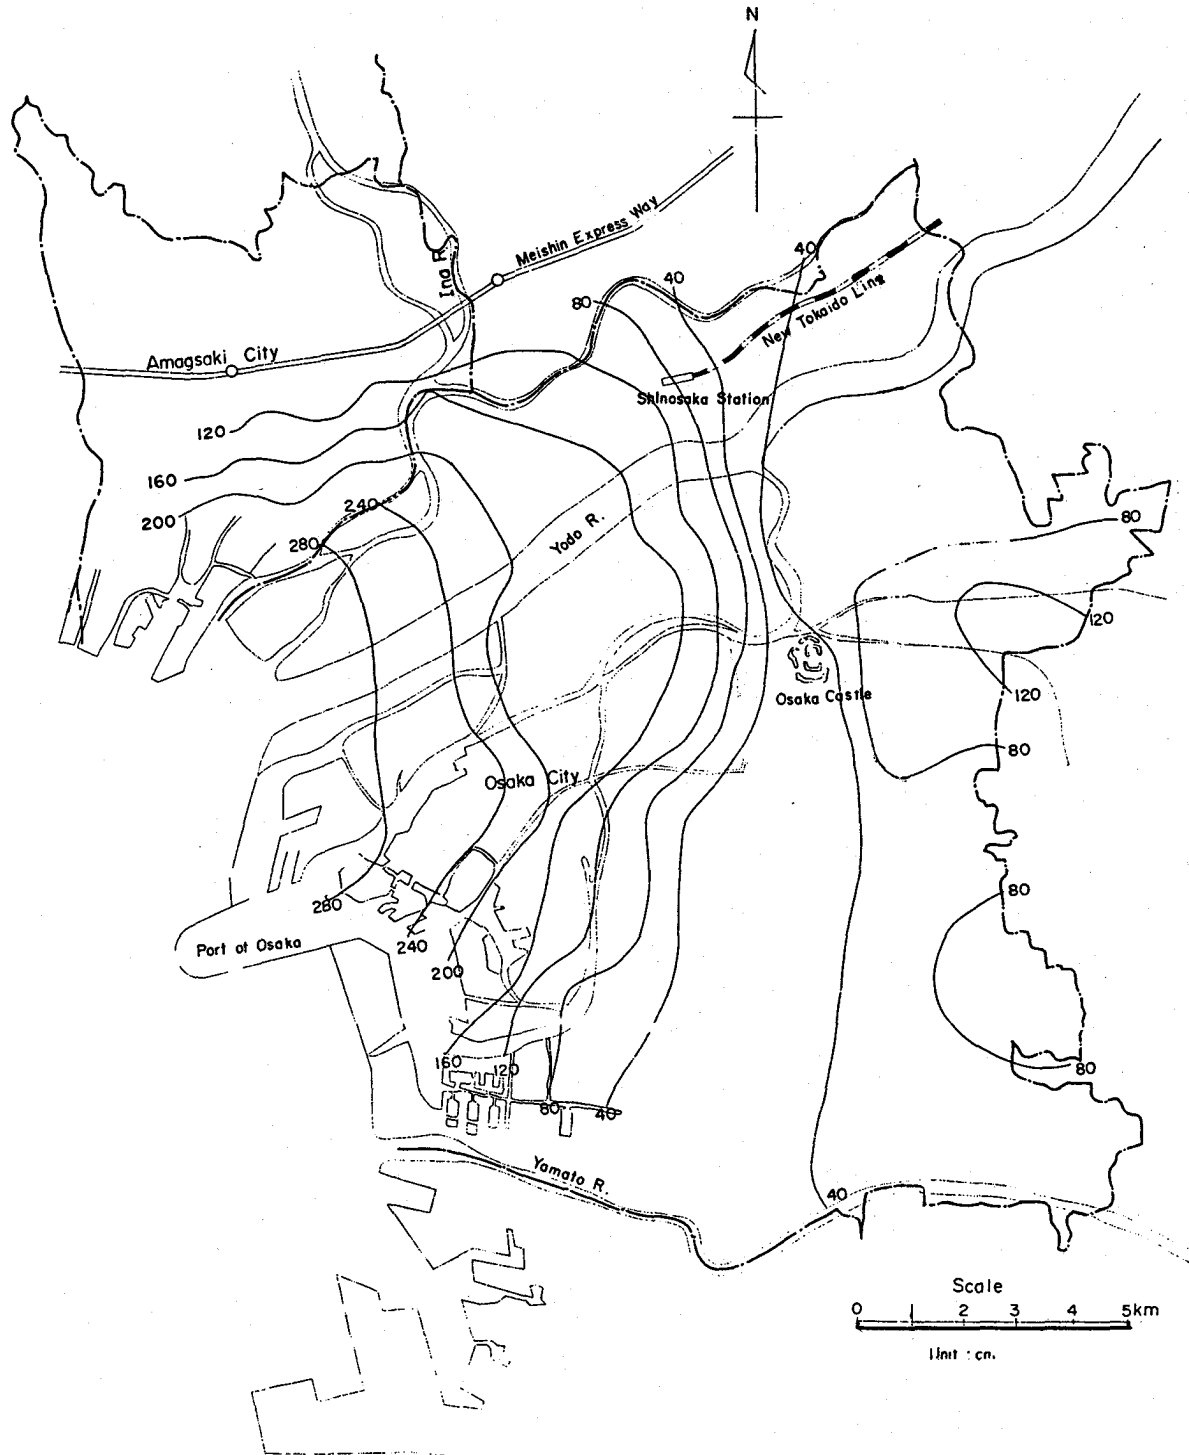 N
Meishin Express Way
Ina R.
40
40
80
New Tokaido Line
Amagsaki City
Shinosaka Station
120
160
200
240
280
80
Yodo R.
120
Osaka Castle
120
80
Osaka City
80
280
240
Port of Osaka
200
160
120
80
80
40
Yamato R.
40
Scale
0 1 2 3 4 5km
Unit : cm.